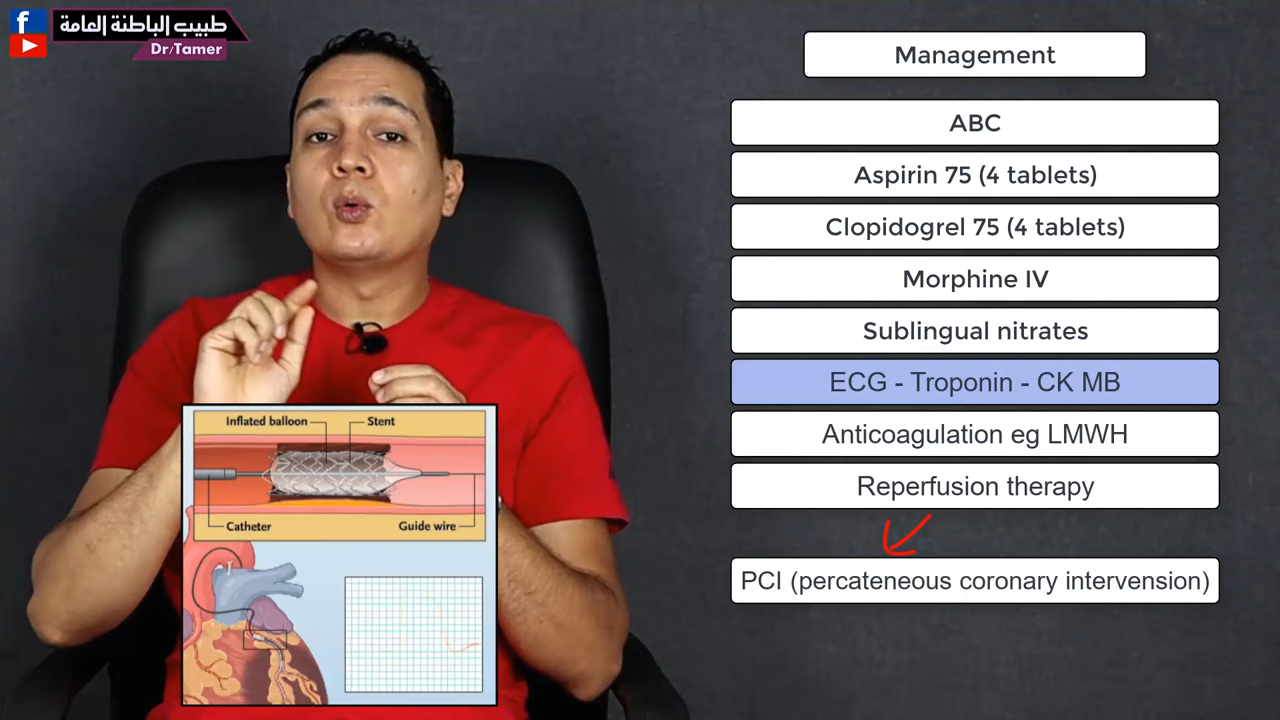 f
طبيب الباطنة العامة
Dr/Tamer
Management
ABC
Aspirin 75 (4 tablets)
Clopidogrel 75 (4 tablets)
Morphine IV
Sublingual nitrates
ECG - Troponin - CK MB
Anticoagulation eg LMWH
Reperfusion therapy
PCI (percateneous coronary intervension)
Inflated balloon
Stent
Catheter
Guide wire